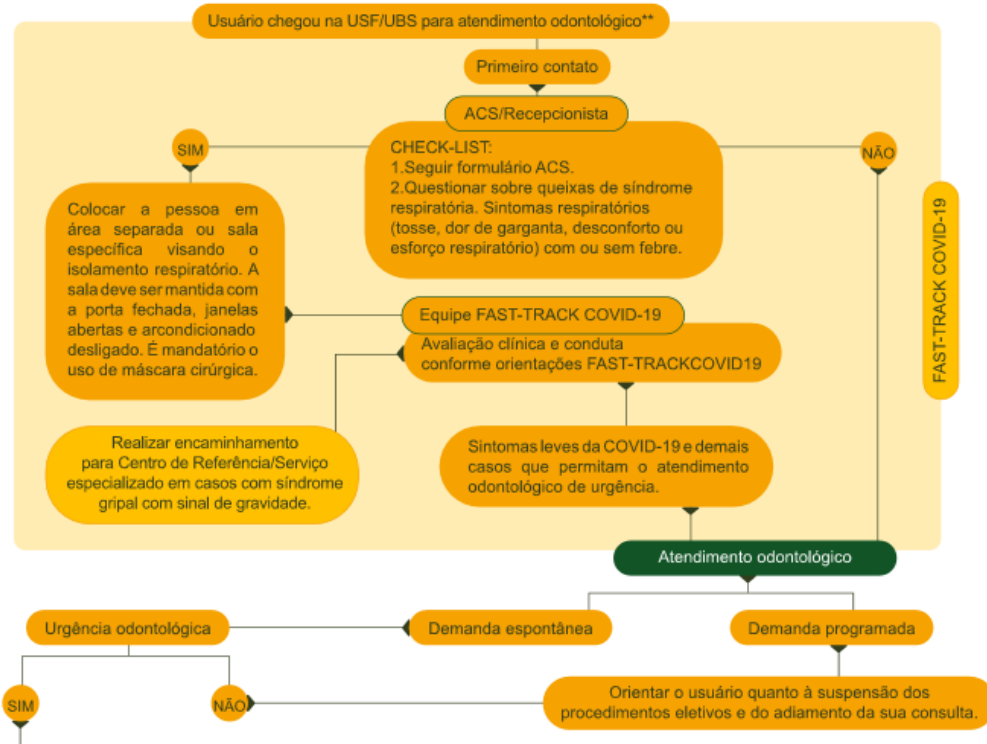 Usuário chegou na USF/UBS para atendimento odontológico**
Primeiro contato
ACS/Recepcionista
SIM
CHECK-LIST:
1.Seguir formulário ACS.
2.Questionar sobre queixas de síndrome
respiratória. Sintomas respiratórios
(tosse, dor de garganta, desconforto ou
esforço respiratório) com ou sem febre.
NÃO
Colocar a pessoa em
área separada ou sala
específica visando o
isolamento respiratório. A
sala deve ser mantida com
a porta fechada, janelas
abertas e arcondicionado
desligado. É mandatório o
uso de máscara cirúrgica.
FAST-TRACK COVID-19
Equipe FAST-TRACK COVID-19
Avaliação clínica e conduta
conforme orientações FAST-TRACKCOVID19
Realizar encaminhamento
para Centro de Referência/Serviço
especializado em casos com síndrome
gripal com sinal de gravidade.
Sintomas leves da COVID-19 e demais
casos que permitam o atendimento
odontológico de urgência.
Atendimento odontológico
Urgência odontológica
Demanda espontânea
Demanda programada
SIM
NÃO
Orientar o usuário quanto à suspensão dos
procedimentos eletivos e do adiamento da sua consulta.